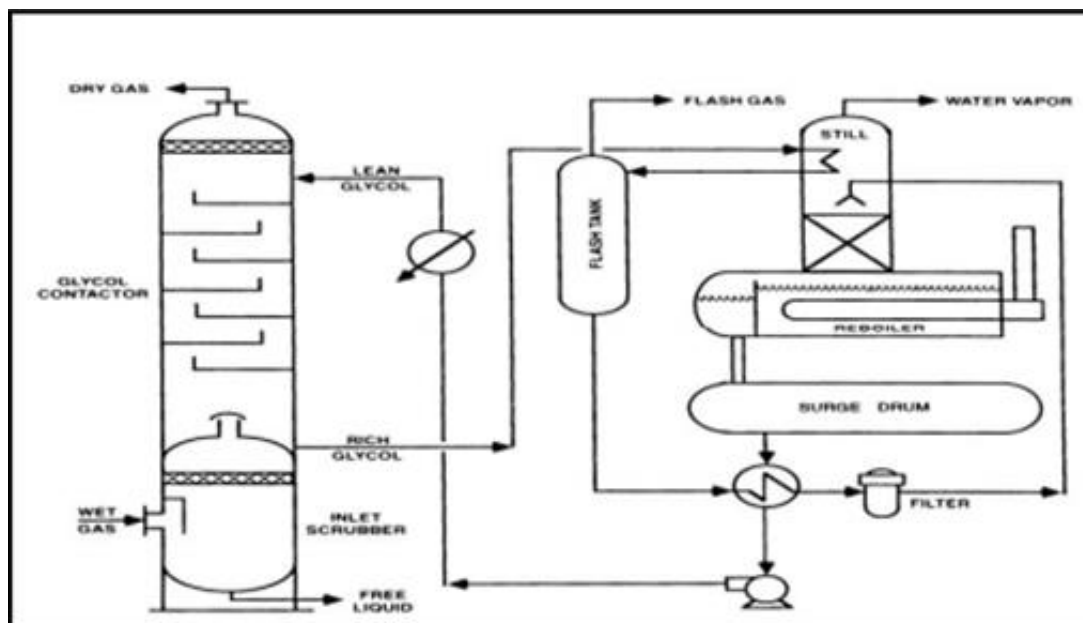 DRY GAS
FLASH GAS
WATER VAPOR
STILL
LEAN
GLYCOL
FLASH TANK
GLYCOL
CONTACTOR
REBOILER
SURGE DRUM
RICH
GLYCOL
WET
GAS
INLET
SCRUBBER
FILTER
FREE
LIQUID